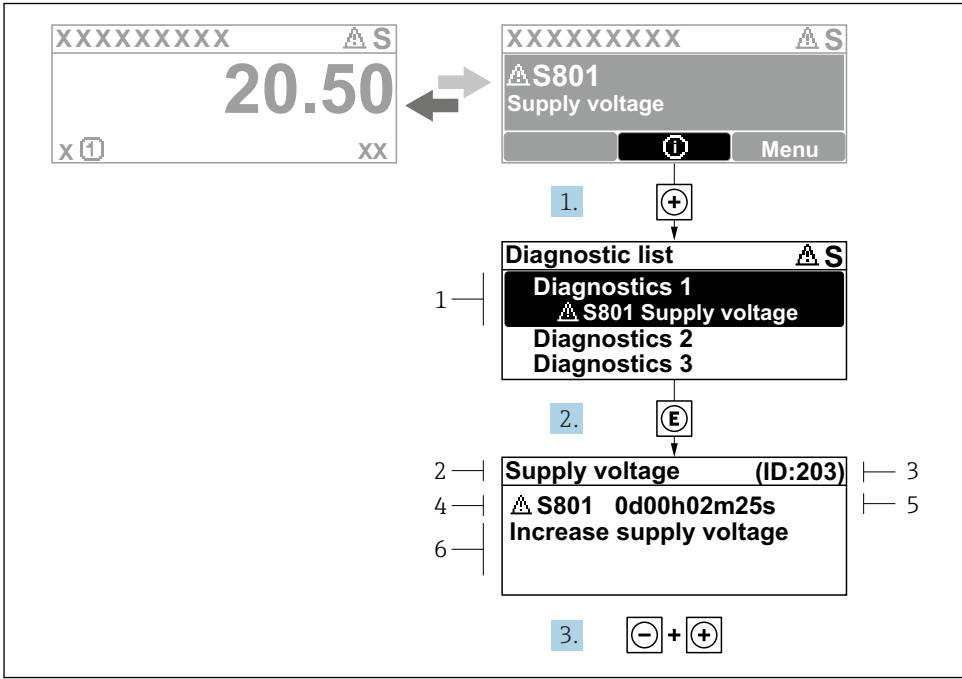 XXXXXXXXX ⚠ S
20.50
x 1 XX
XXXXXXXXX ⚠ S
⚠S801
Supply voltage
i Menu
1. +
Diagnostic list ⚠ S
1
Diagnostics 1
⚠ S801 Supply voltage
Diagnostics 2
Diagnostics 3
2. E
2 Supply voltage (ID:203) 3
4 ⚠ S801 0d00h02m25s 5
6 Increase supply voltage
3. - + +